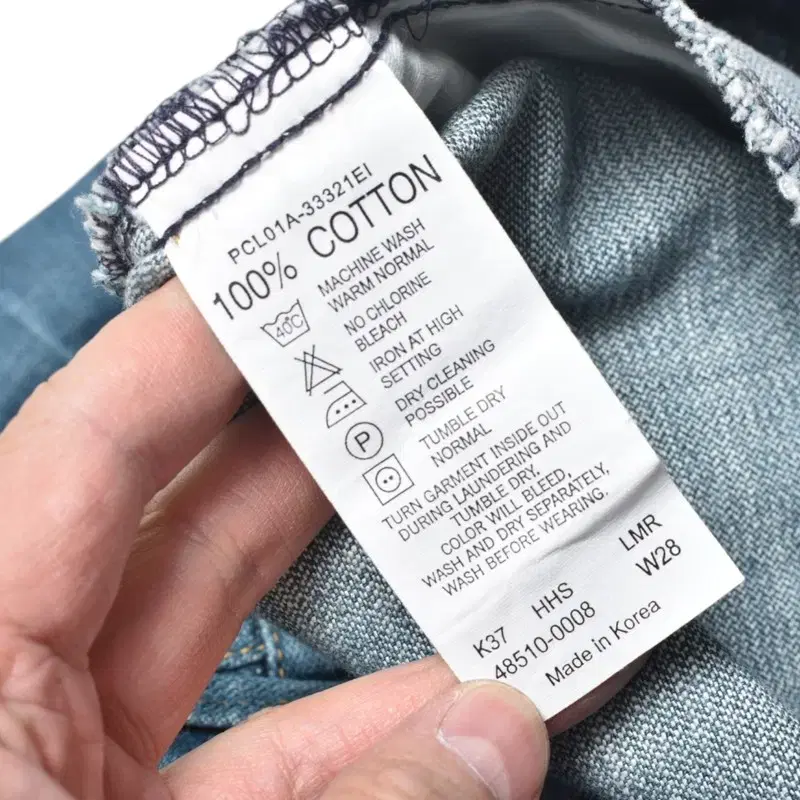 PCL01A-33321EI
100% COTTON
40°C
MACHINE WASH
WARM NORMAL
NO CHLORINE
BLEACH
IRON AT HIGH
SETTING
P
DRY CLEANING
POSSIBLE
TUMBLE DRY
NORMAL
TURN GARMENT INSIDE OUT
DURING LAUNDERING AND
TUMBLE DRY.
COLOR WILL BLEED,
WASH AND DRY SEPARATELY,
WASH BEFORE WEARING.
K37 HHS LMR
48510-0008 W28
Made in Korea